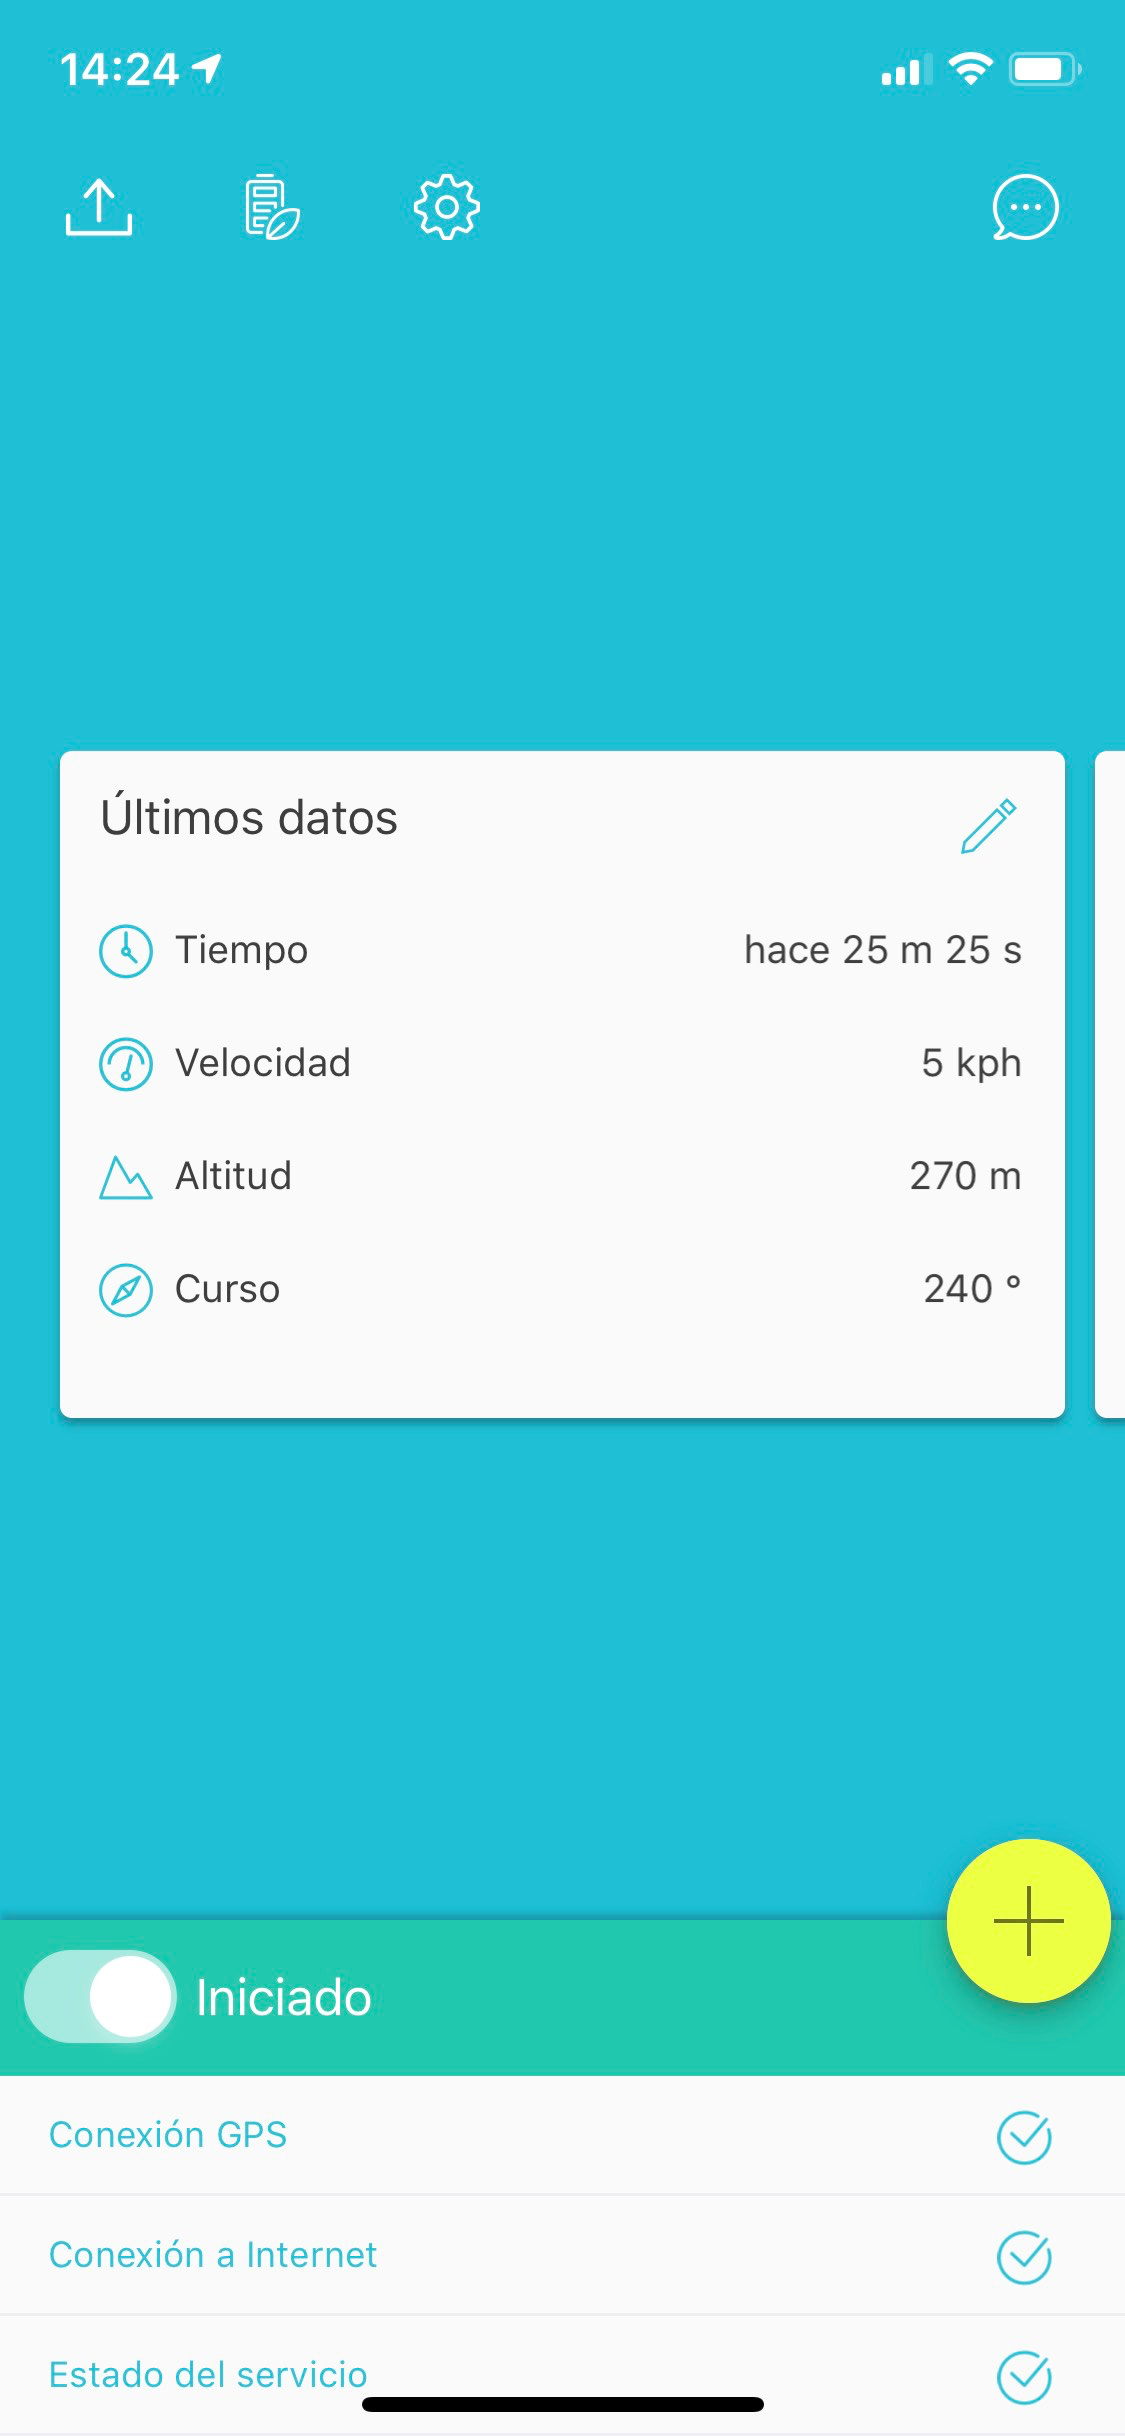 14:24
Últimos datos
Tiempo hace 25 m 25 s
Velocidad 5 kph
Altitud 270 m
Curso 240 °
Iniciado
Conexión GPS
Conexión a Internet
Estado del servicio